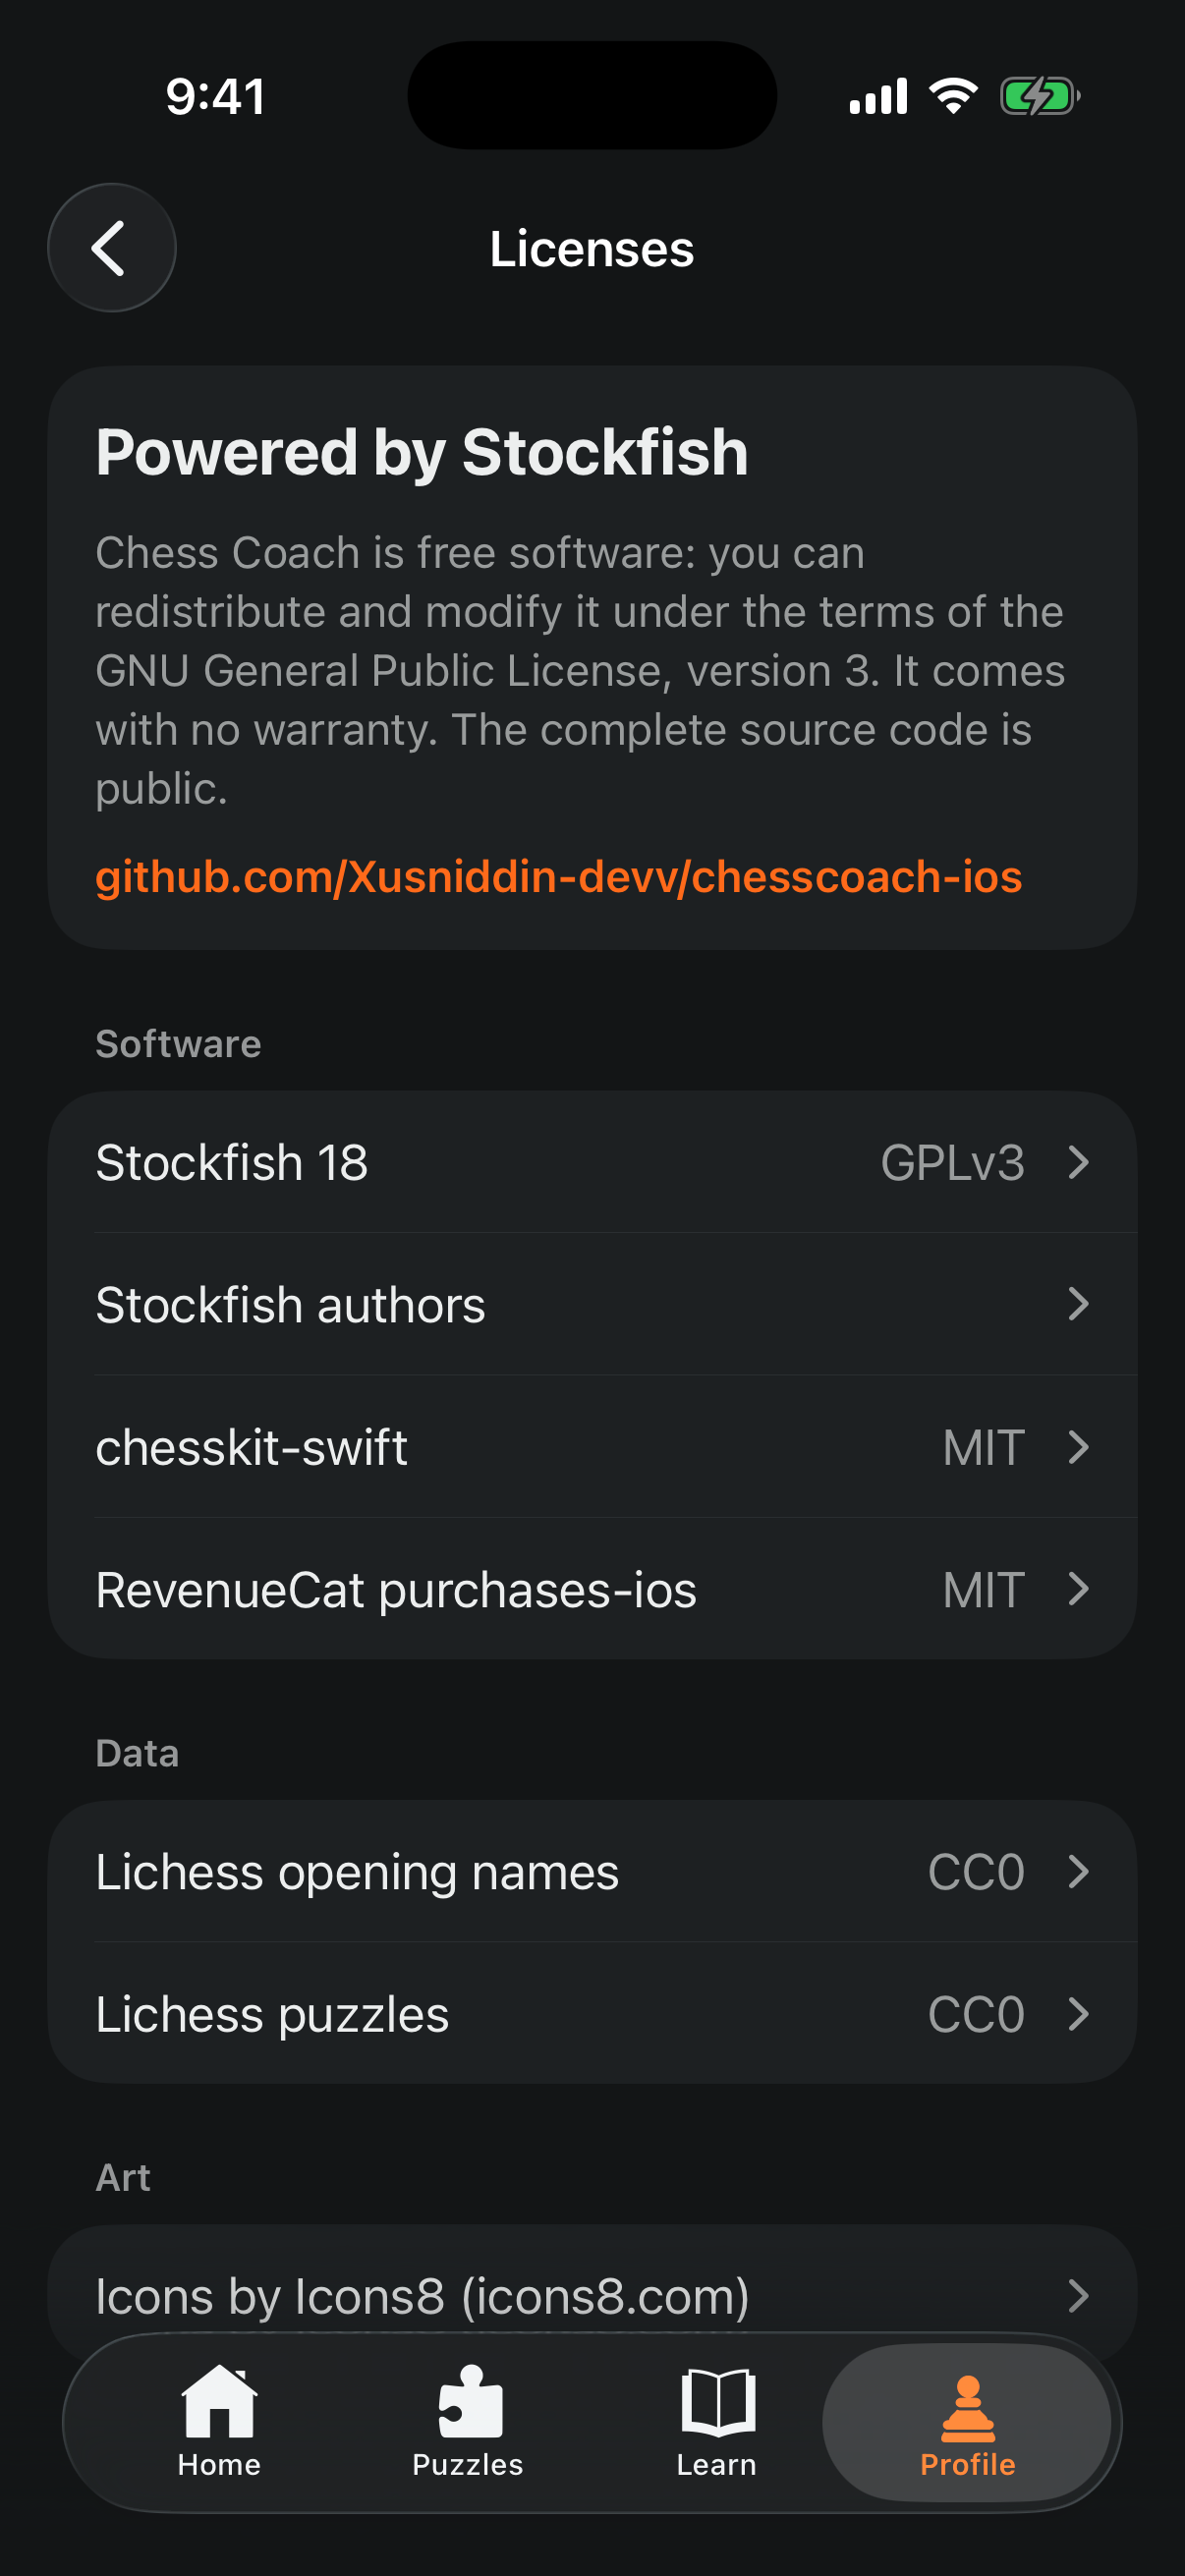 9:41
Licenses
Powered by Stockfish
Chess Coach is free software: you can
redistribute and modify it under the terms of the
GNU General Public License, version 3. It comes
with no warranty. The complete source code is
public.
github.com/Xusniddin-devv/chesscoach-ios
Software
Stockfish 18 GPLv3
Stockfish authors
chesskit-swift MIT
RevenueCat purchases-ios MIT
Data
Lichess opening names CC0
Lichess puzzles CC0
Art
Icons by Icons8 (icons8.com)
Home Puzzles Learn Profile